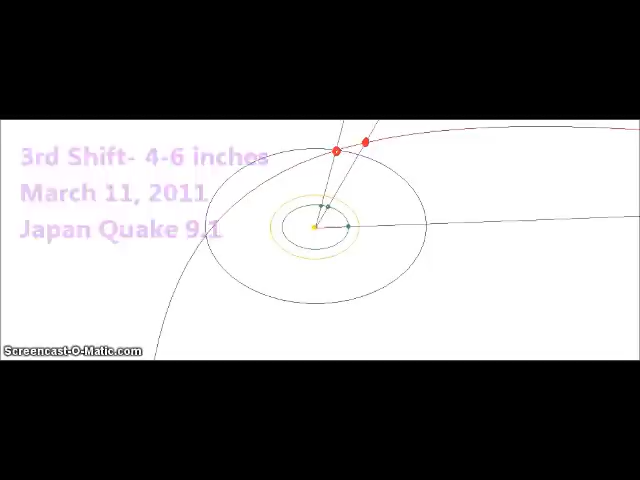 3rd Shift- 4-6 inches
March 11, 2011
Japan Quake 9.1
Screencast-O-Matic.com